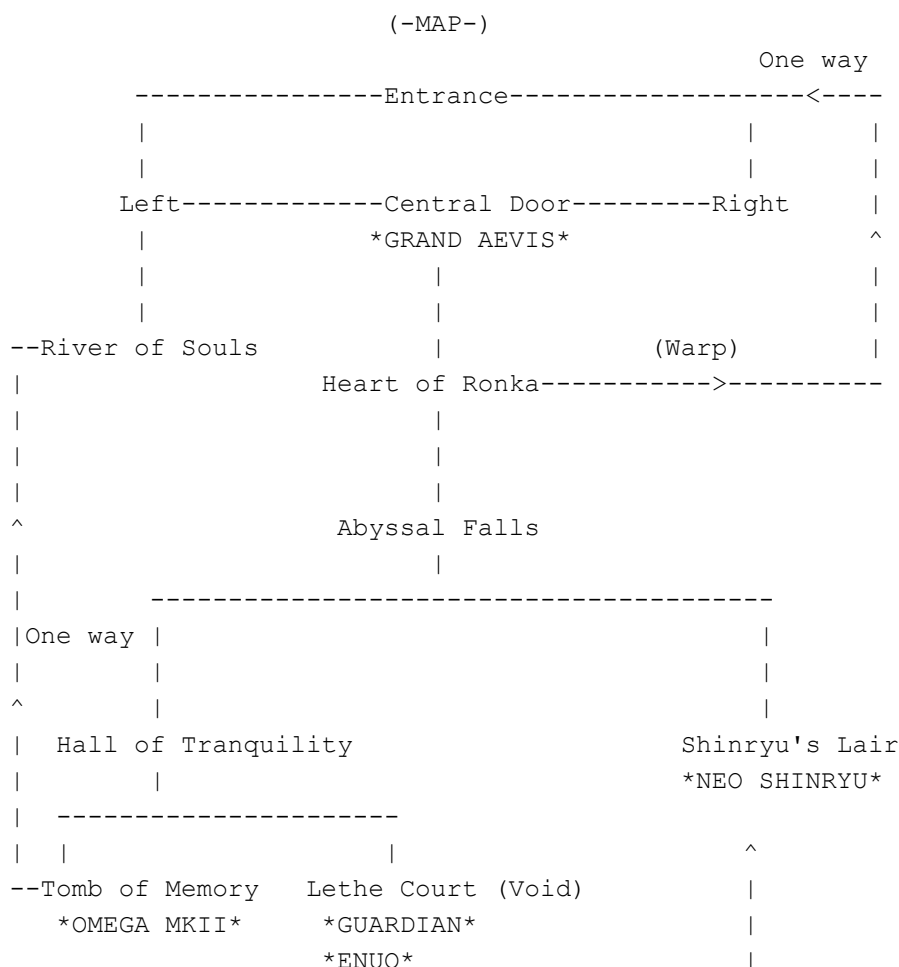 (-MAP-)
One way
----------------Entrance-------------------<----
| | |
| | |
Left-------------Central Door---------Right |
| *GRAND AEVIS* ^
| | |
| | |
--River of Souls | (Warp) |
| Heart of Ronka----------->----------
| |
| |
| |
^ Abyssal Falls
| |
| ----------------------------------------
|One way | |
| | |
^ | |
| Hall of Tranquility Shinryu's Lair
| | *NEO SHINRYU*
| ----------------------
| | | ^
--Tomb of Memory Lethe Court (Void) |
*OMEGA MKII* *GUARDIAN* |
*ENUO* |